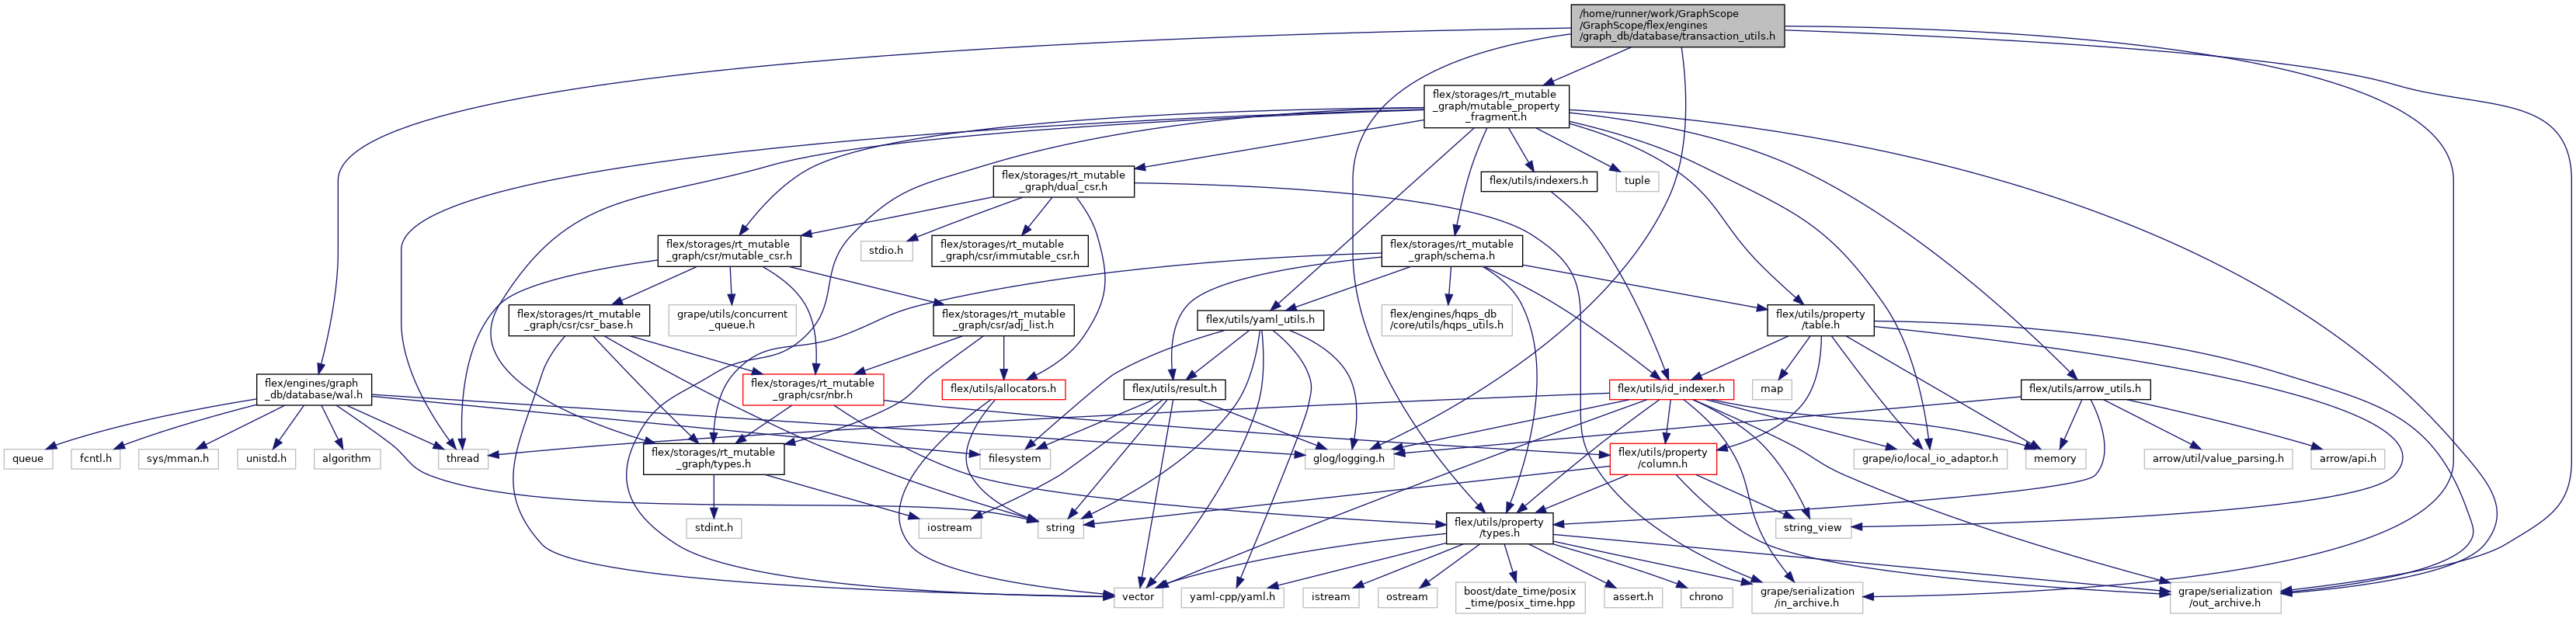 /home/runner/work/GraphScope
/GraphScope/flex/engines
/graph_db/database/transaction_utils.h
flex/storages/rt_mutable
_graph/mutable_property
_fragment.h
flex/storages/rt_mutable
_graph/dual_csr.h
flex/utils/indexers.h
tuple
flex/storages/rt_mutable
_graph/csr/mutable_csr.h
stdio.h
flex/storages/rt_mutable
_graph/csr/immutable_csr.h
flex/storages/rt_mutable
_graph/schema.h
flex/storages/rt_mutable
_graph/csr/csr_base.h
grape/utils/concurrent
_queue.h
flex/storages/rt_mutable
_graph/csr/adj_list.h
flex/utils/yaml_utils.h
flex/engines/hqps_db
/core/utils/hqps_utils.h
flex/utils/property
/table.h
flex/engines/graph
_db/database/wal.h
flex/storages/rt_mutable
_graph/csr/nbr.h
flex/utils/allocators.h
flex/utils/result.h
flex/utils/id_indexer.h
map
flex/utils/arrow_utils.h
queue
fcntl.h
sys/mman.h
unistd.h
algorithm
thread
flex/storages/rt_mutable
_graph/types.h
filesystem
glog/logging.h
flex/utils/property
/column.h
grape/io/local_io_adaptor.h
memory
arrow/util/value_parsing.h
arrow/api.h
stdint.h
iostream
string
flex/utils/property
/types.h
string_view
vector
yaml-cpp/yaml.h
istream
ostream
boost/date_time/posix
_time/posix_time.hpp
assert.h
chrono
grape/serialization
/in_archive.h
grape/serialization
/out_archive.h